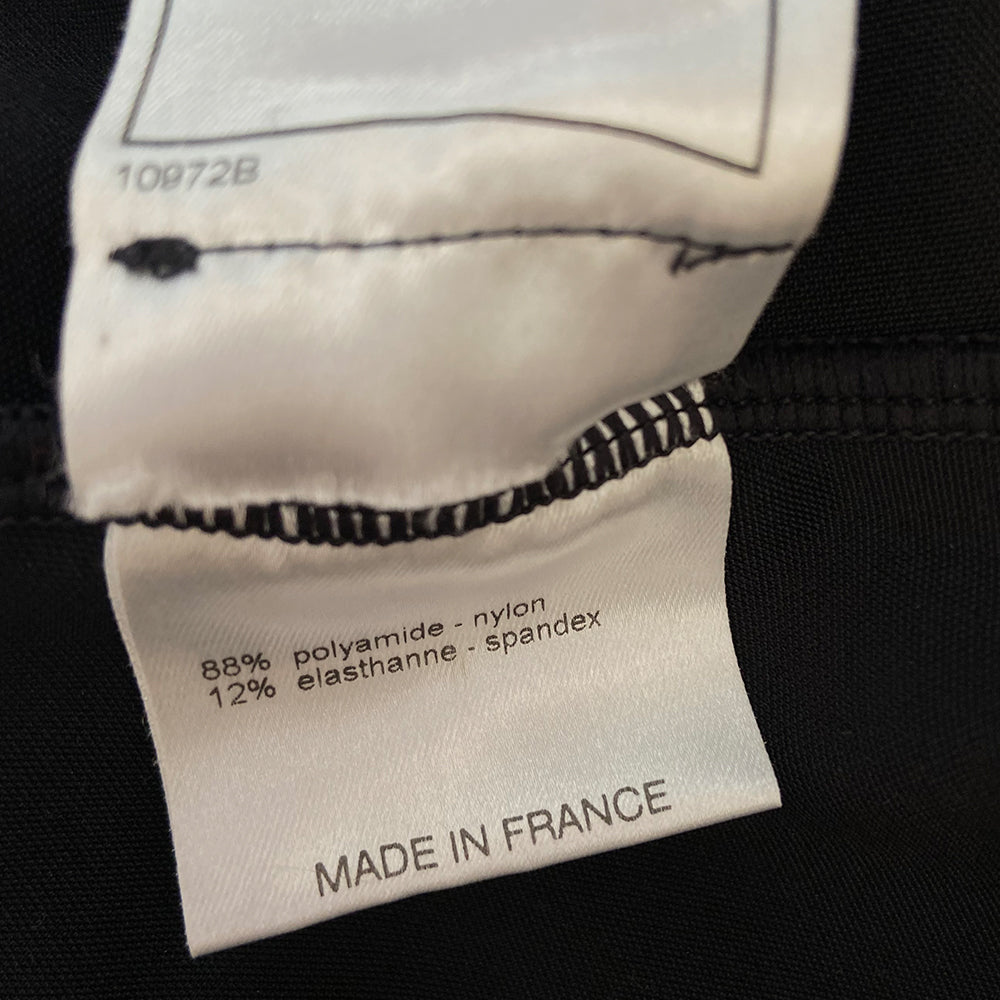 10972B
88% polyamide - nylon
12% elasthanne - spandex
MADE IN FRANCE